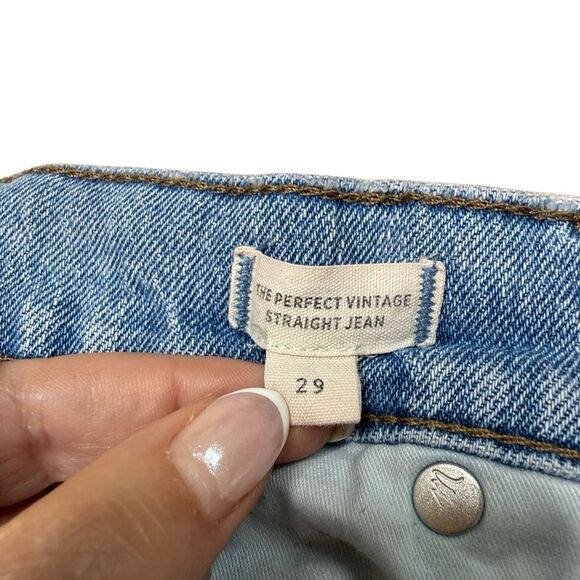 THE PERFECT VINTAGE
STRAIGHT JEAN
29